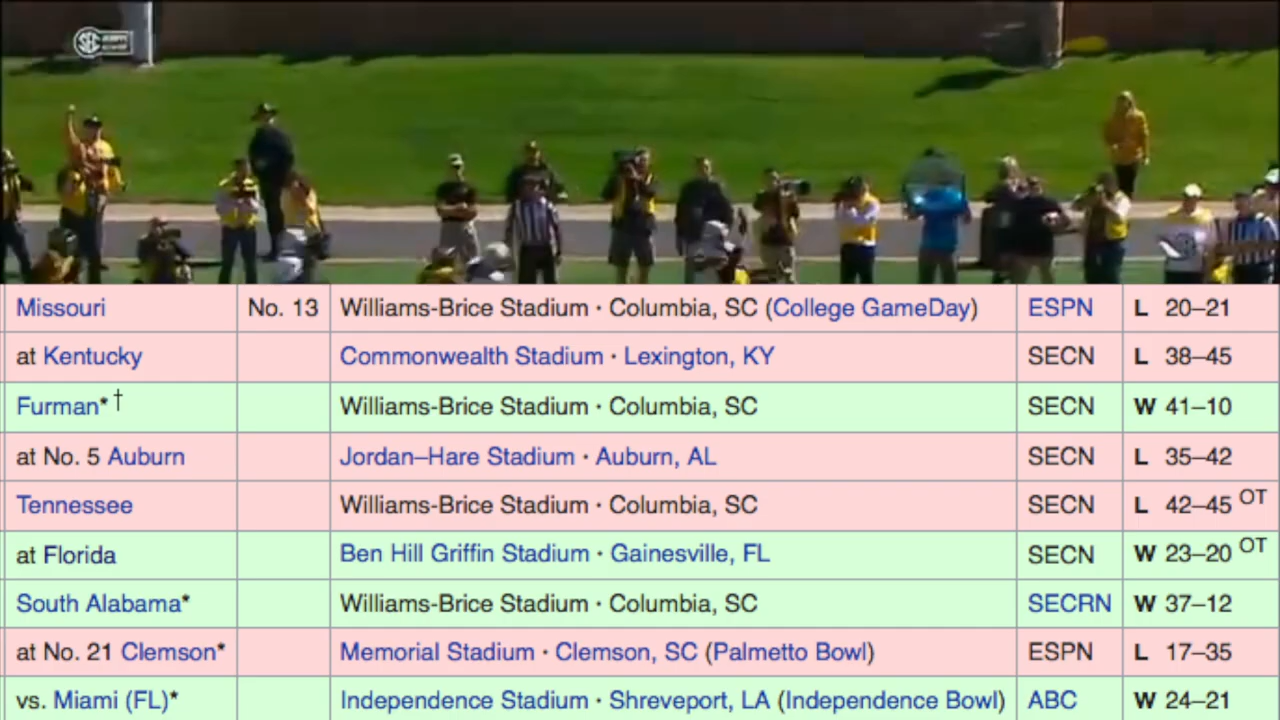 SEC
Missouri No. 13 Williams-Brice Stadium · Columbia, SC (College GameDay) ESPN L 20–21
at Kentucky Commonwealth Stadium · Lexington, KY SECN L 38–45
Furman* † Williams-Brice Stadium · Columbia, SC SECN W 41–10
at No. 5 Auburn Jordan–Hare Stadium · Auburn, AL SECN L 35–42
Tennessee Williams-Brice Stadium · Columbia, SC SECN L 42–45 OT
at Florida Ben Hill Griffin Stadium · Gainesville, FL SECN W 23–20 OT
South Alabama* Williams-Brice Stadium · Columbia, SC SECRN W 37–12
at No. 21 Clemson* Memorial Stadium · Clemson, SC (Palmetto Bowl) ESPN L 17–35
vs. Miami (FL)* Independence Stadium · Shreveport, LA (Independence Bowl) ABC W 24–21